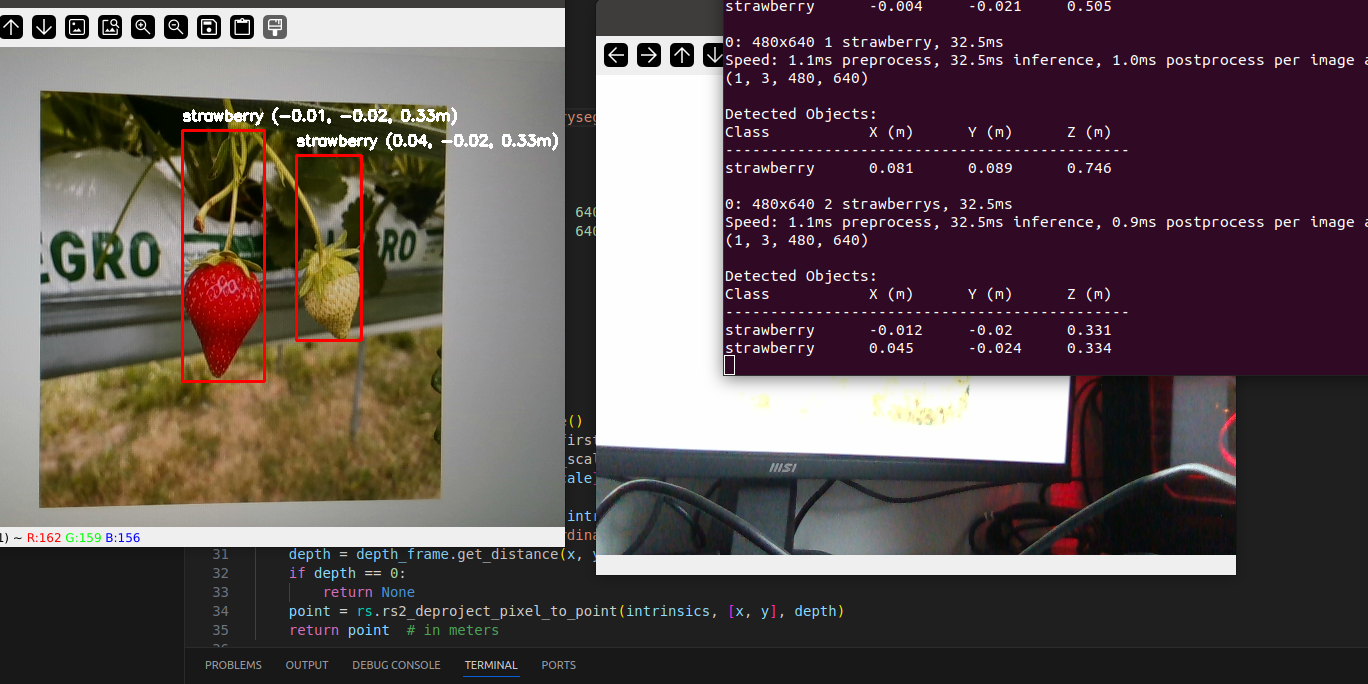 strawberry (-0.01, -0.02, 0.33m)
strawberry (0.04, -0.02, 0.33m)
EGRO
GRO
1) ~ R:162 G:159 B:156
ryseg
640
640
e()
first
scal
ale
intr
rdina
31 depth = depth_frame.get_distance(x, y
32 if depth == 0:
33 return None
34 point = rs.rs2_deproject_pixel_to_point(intrinsics, [x, y], depth)
35 return point # in meters
PROBLEMS OUTPUT DEBUG CONSOLE TERMINAL PORTS
msi
strawberry -0.004 -0.021 0.505
0: 480x640 1 strawberry, 32.5ms
Speed: 1.1ms preprocess, 32.5ms inference, 1.0ms postprocess per image a
(1, 3, 480, 640)
Detected Objects:
Class X (m) Y (m) Z (m)
---------------------------------------------
strawberry 0.081 0.089 0.746
0: 480x640 2 strawberrys, 32.5ms
Speed: 1.1ms preprocess, 32.5ms inference, 0.9ms postprocess per image a
(1, 3, 480, 640)
Detected Objects:
Class X (m) Y (m) Z (m)
---------------------------------------------
strawberry -0.012 -0.02 0.331
strawberry 0.045 -0.024 0.334